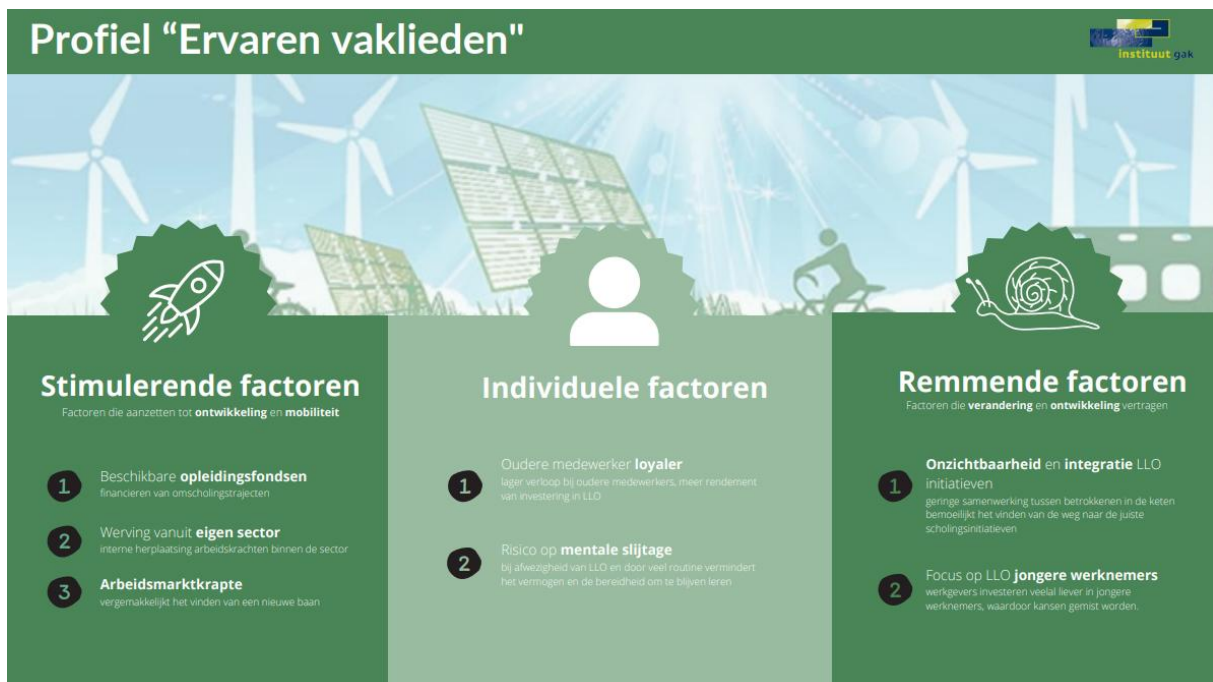 Profiel “Ervaren vaklieden"
instituut gak
Stimulerende factoren
Factoren die aanzetten tot ontwikkeling en mobiliteit
1
Beschikbare opleidingsfondsen
financieren van omscholingstrajecten
2
Werving vanuit eigen sector
interne herplaatsing arbeidskrachten binnen de sector
3
Arbeidsmarktkrapte
vergemakkelijkt het vinden van een nieuwe baan
Individuele factoren
1
Oudere medewerker loyaler
lager verloop bij oudere medewerkers, meer rendement
van investering in LLO
2
Risico op mentale slijtage
bij afwezigheid van LLO en door veel routine vermindert
het vermogen en de bereidheid om te blijven leren
Remmende factoren
Factoren die verandering en ontwikkeling vertragen
1
Onzichtbaarheid en integratie LLO
initiatieven
geringe samenwerking tussen betrokkenen in de keten
bemoeilijkt het vinden van de weg naar de juiste
scholingsinitiatieven
2
Focus op LLO jongere werknemers
werkgevers investeren veelal liever in jongere
werknemers, waardoor kansen gemist worden.